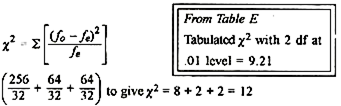 χ² = Σ[(f₀ – fₑ)² / fₑ]
From Table E
Tabulated χ² with 2 df at
.01 level = 9.21
(256/32 + 64/32 + 64/32) to give χ² = 8 + 2 + 2 = 12